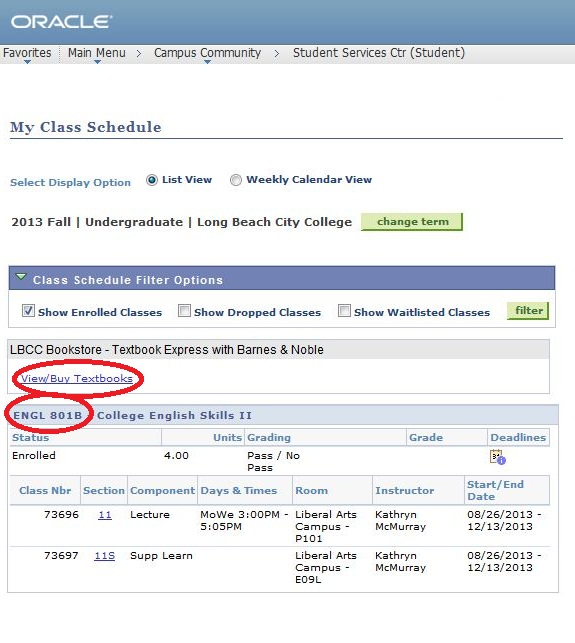 ORACLE
Favorites Main Menu > Campus Community > Student Services Ctr (Student)
My Class Schedule
Select Display Option List View Weekly Calendar View
2013 Fall | Undergraduate | Long Beach City College change term
Class Schedule Filter Options
Show Enrolled Classes Show Dropped Classes Show Waitlisted Classes filter
LBCC Bookstore - Textbook Express with Barnes & Noble
View/Buy Textbooks
ENGL 801B - College English Skills II
Status Units Grading Grade Deadlines
Enrolled 4.00 Pass / No
Pass
Class Nbr Section Component Days & Times Room Instructor Start/End
Date
73696 11 Lecture MoWe 3:00PM - Liberal Arts Kathryn 08/26/2013 -
5:05PM Campus - McMurray 12/13/2013
P101
73697 11S Supp Learn Liberal Arts Kathryn 08/26/2013 -
Campus - McMurray 12/13/2013
E09L